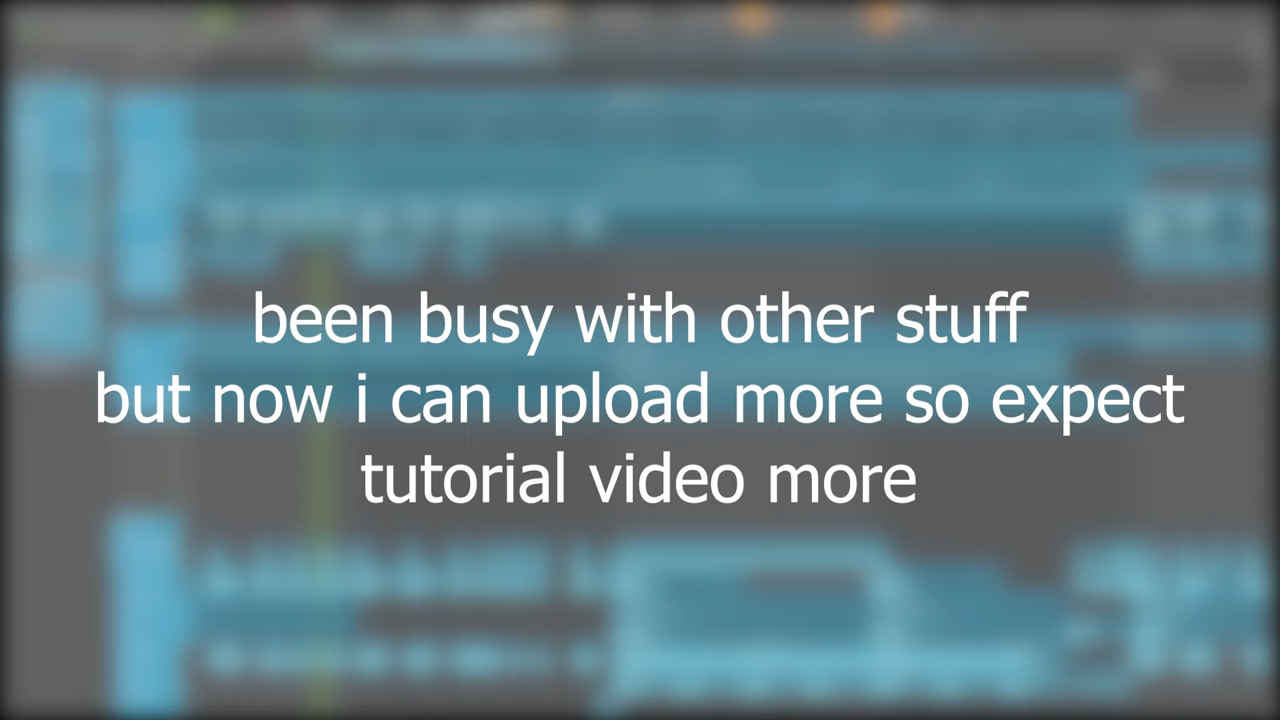 been busy with other stuff
but now i can upload more so expect
tutorial video more